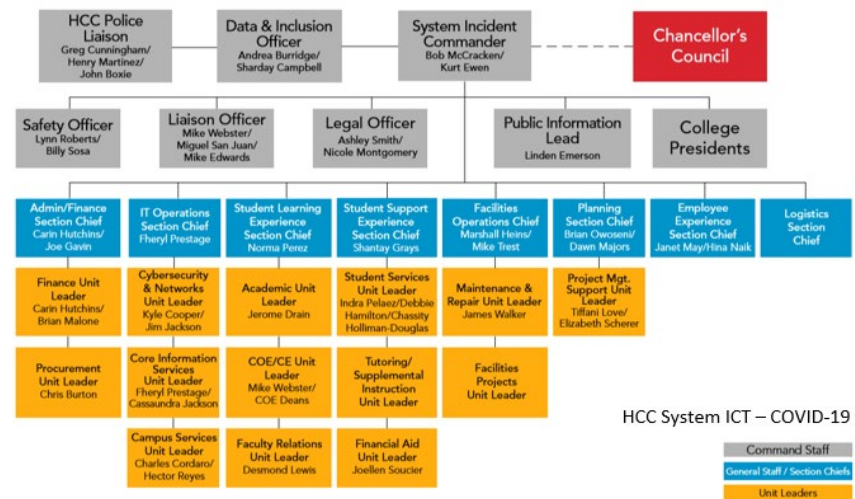 HCC Police
Liaison
Greg Cunningham/
Henry Martinez/
John Boxie
Data & Inclusion
Officer
Andrea Burridge/
Sharday Campbell
System Incident
Commander
Bob McCracken/
Kurt Ewen
Chancellor's
Council
Safety Officer
Lynn Roberts/
Billy Sosa
Liaison Officer
Mike Webster/
Miguel San Juan/
Mike Edwards
Legal Officer
Ashley Smith/
Nicole Montgomery
Public Information
Lead
Linden Emerson
College
Presidents
Admin/Finance
Section Chief
Carin Hutchins/
Joe Gavin
IT Operations
Section Chief
Fheryl Prestage
Student Learning
Experience
Section Chief
Norma Perez
Student Support
Experience
Section Chief
Shantay Grays
Facilities
Operations Chief
Marshall Heins/
Mike Trest
Planning
Section Chief
Brian Owoseni/
Dawn Majors
Employee
Experience
Section Chief
Janet May/Hina Naik
Logistics
Section
Chief
Finance Unit
Leader
Carin Hutchins/
Brian Malone
Cybersecurity
& Networks
Unit Leader
Kyle Cooper/
Jim Jackson
Academic Unit
Leader
Jerome Drain
Student Services
Unit Leader
Indra Pelaez/Debbie
Hamilton/Chassity
Holliman-Douglas
Maintenance &
Repair Unit Leader
James Walker
Project Mgt.
Support Unit
Leader
Tiffani Love/
Elizabeth Scherer
Procurement
Unit Leader
Chris Burton
Core Information
Services
Unit Leader
Fheryl Prestage/
Cassaundra Jackson
COE/CE Unit
Leader
Mike Webster/
COE Deans
Tutoring/
Supplemental
Instruction
Unit Leader
Facilities
Projects
Unit Leader
Campus Services
Unit Leader
Charles Cordaro/
Hector Reyes
Faculty Relations
Unit Leader
Desmond Lewis
Financial Aid
Unit Leader
Joellen Soucier
HCC System ICT – COVID-19
Command Staff
General Staff / Section Chiefs
Unit Leaders